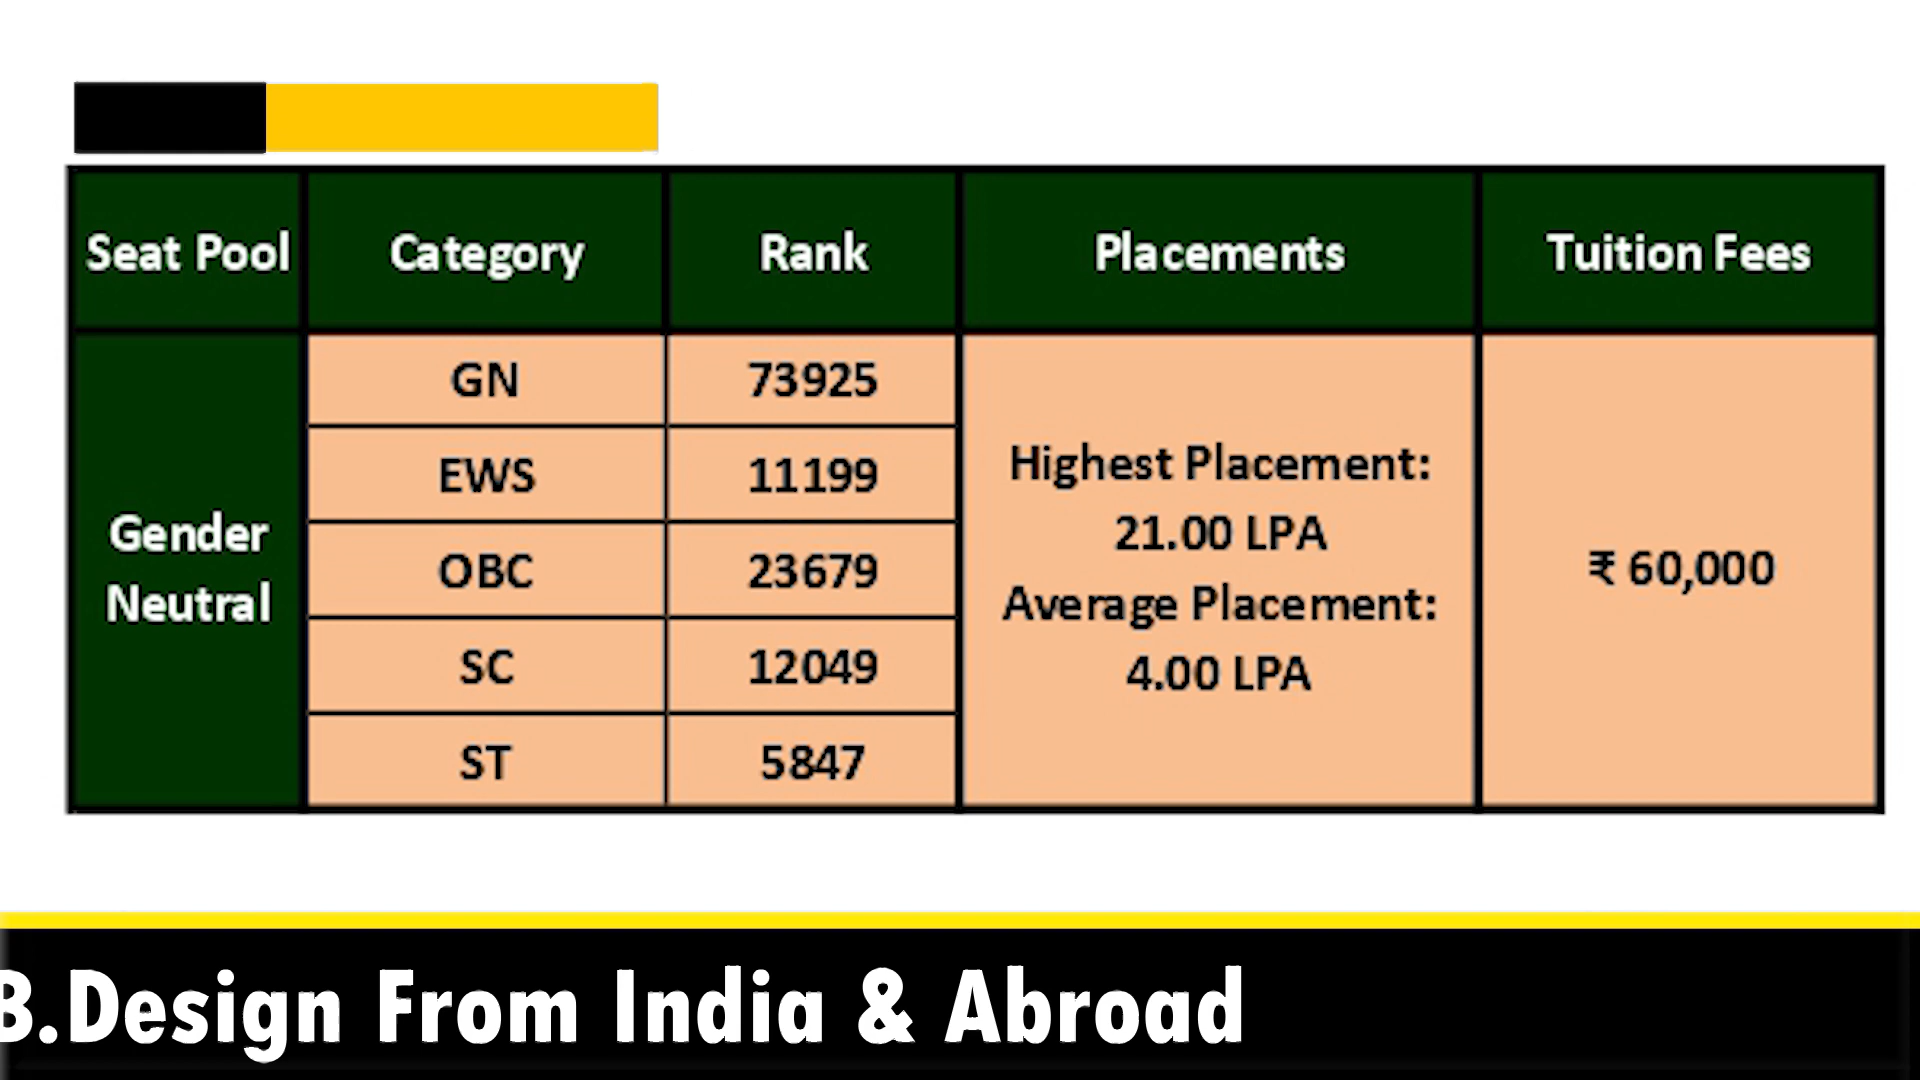 Seat Pool Category Rank Placements Tuition Fees
Gender
Neutral
GN 73925
EWS 11199
OBC 23679
SC 12049
ST 5847
Highest Placement:
21.00 LPA
Average Placement:
4.00 LPA
₹ 60,000
B.Design From India & Abroad